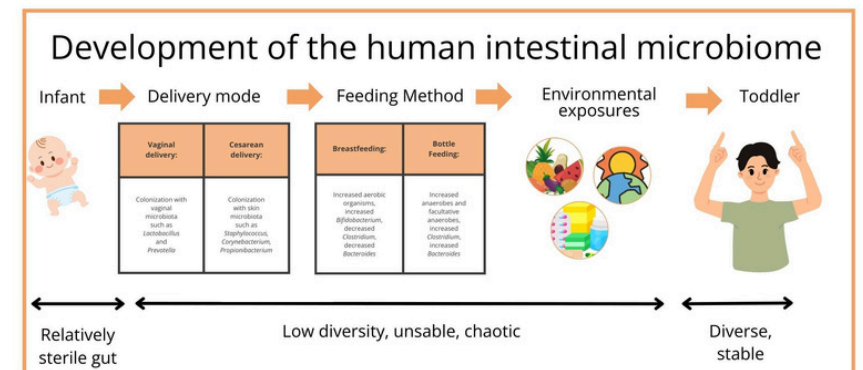 Development of the human intestinal microbiome
Infant
Delivery mode
Feeding Method
Environmental
exposures
Toddler
Vaginal
delivery:
Cesarean
delivery:
Colonization with
vaginal
microbiota
such as
Lactobacillus
and
Prevotella
Colonization
with skin
microbiota
such as
Staphylococcus,
Corynebacterium,
Propionibacterium
Breastfeeding:
Bottle
Feeding:
Increased aerobic
organisms,
increased
Bifidobacterium,
decreased
Clostridium,
decreased
Bacteroides
Increased
anaerobes and
facultative
anaerobes,
increased
Clostridium,
increased
Bacteroides
Relatively
sterile gut
Low diversity, unsable, chaotic
Diverse,
stable